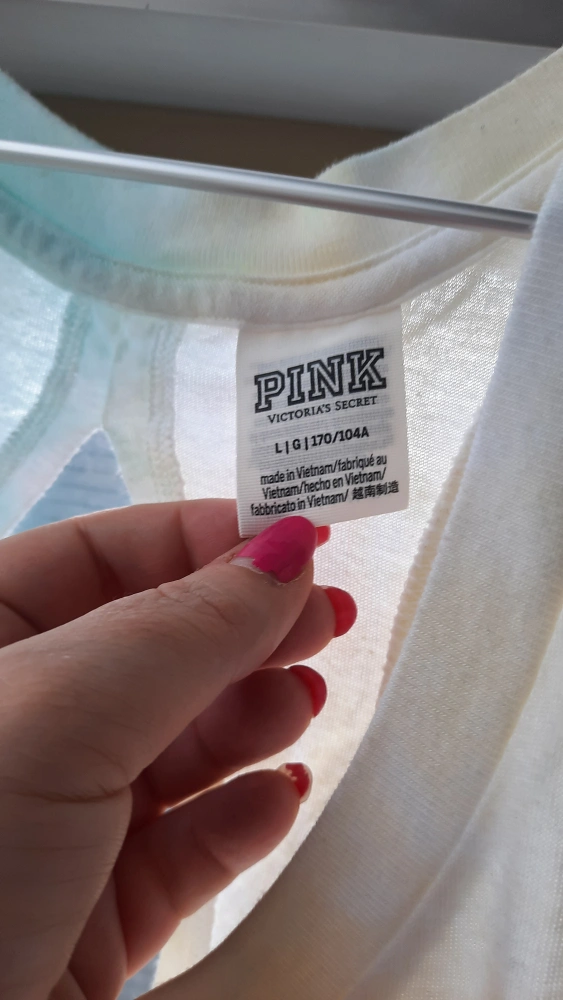 PINK
VICTORIA'S SECRET
L | G | 170/104A
made in Vietnam/fabriqué au
Vietnam/hecho en Vietnam/
fabbricato in Vietnam/ 越南制造